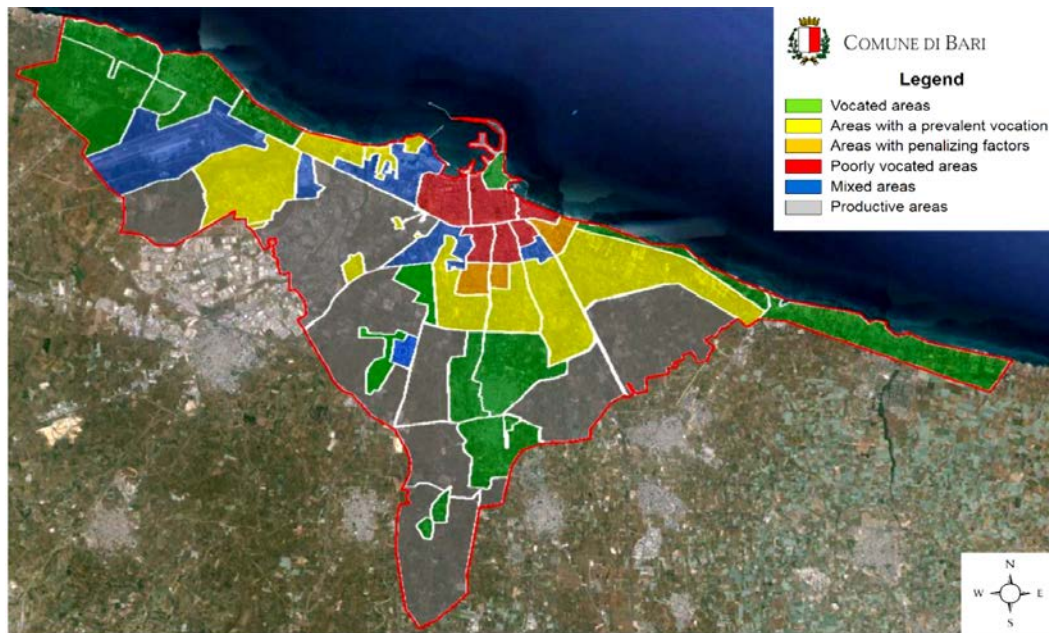 COMUNE DI BARI
Legend
Vocated areas
Areas with a prevalent vocation
Areas with penalizing factors
Poorly vocated areas
Mixed areas
Productive areas
N
W E
S